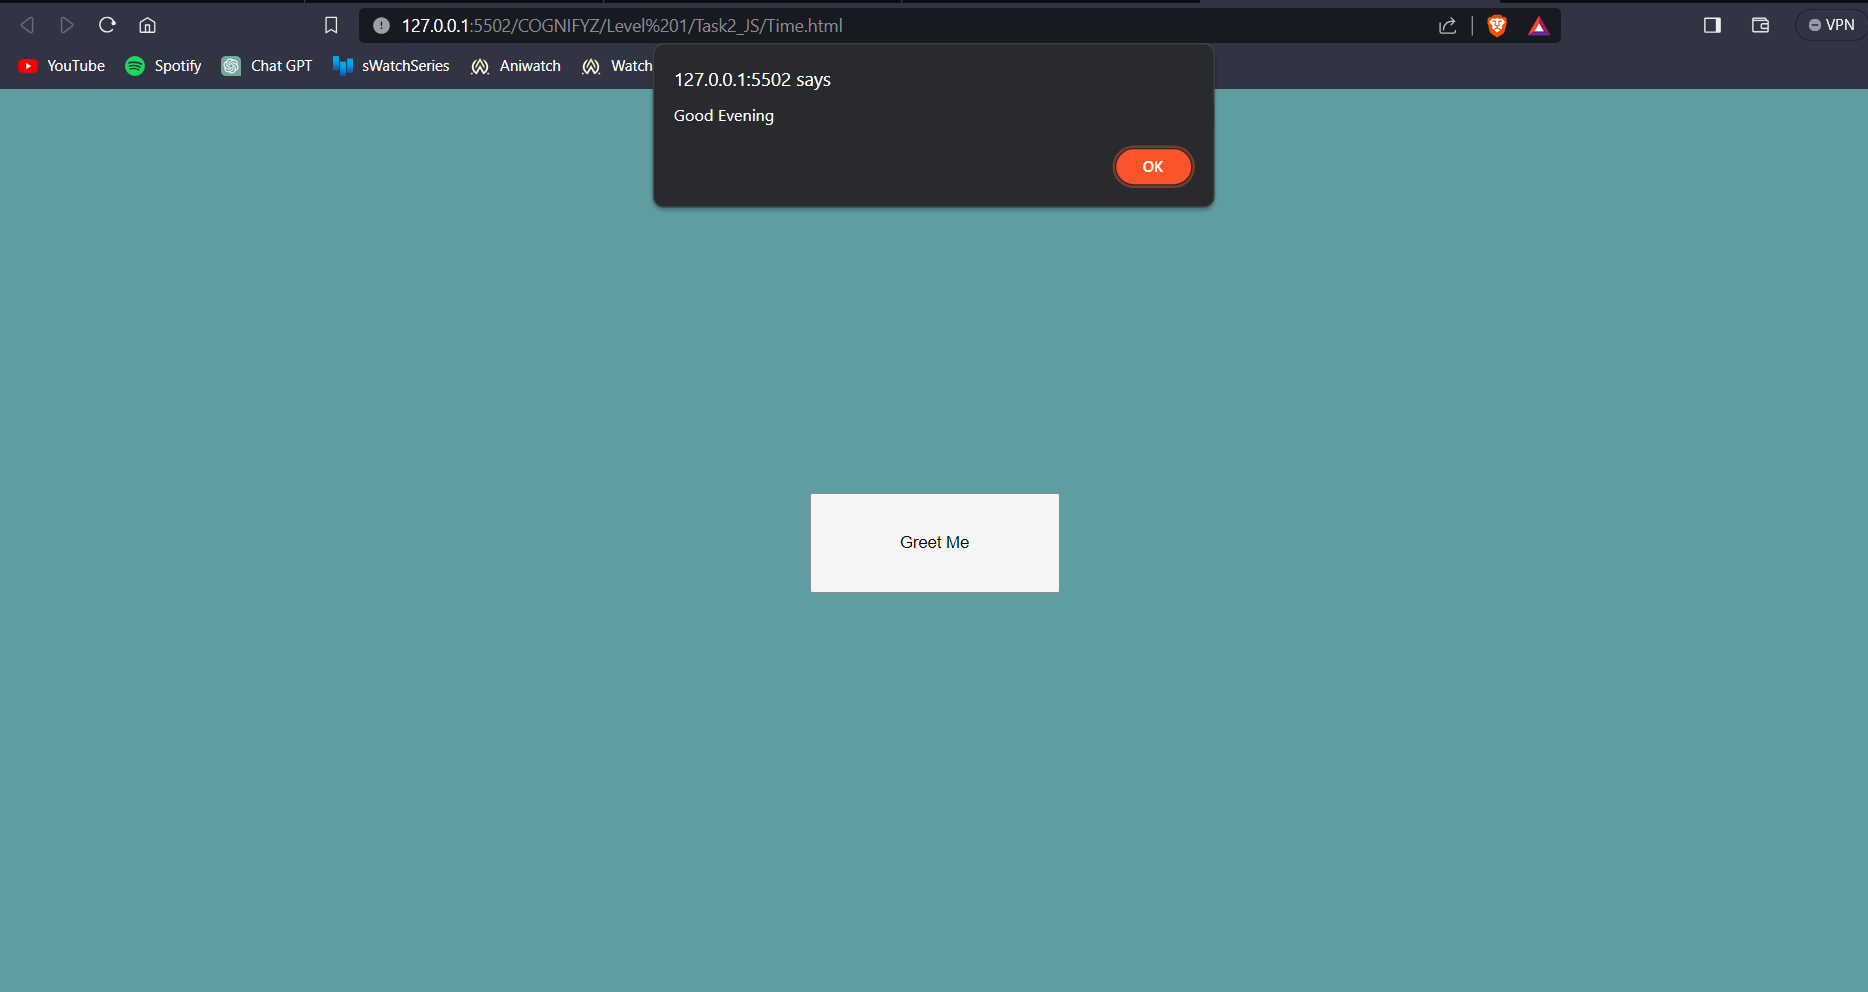 127.0.0.1:5502/COGNIFYZ/Level%201/Task2_JS/Time.html
VPN
YouTube
Spotify
Chat GPT
sWatchSeries
Aniwatch
Watch
127.0.0.1:5502 says
Good Evening
OK
Greet Me